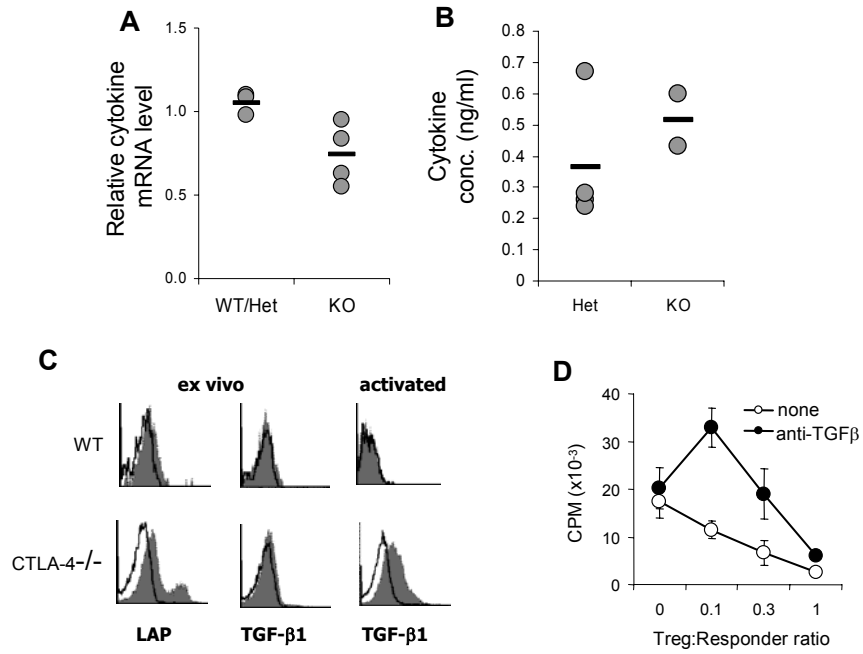 A
Relative cytokine
mRNA level
1.5
1.0
0.5
0.0
WT/Het
KO
B
Cytokine
conc. (ng/ml)
0.8
0.7
0.6
0.5
0.4
0.3
0.2
0.1
0
Het
KO
C
ex vivo
activated
WT
CTLA-4-/-
LAP
TGF-β1
TGF-β1
D
none
anti-TGFβ
CPM (x10-3)
40
30
20
10
0
0
0.1
0.3
1
Treg:Responder ratio